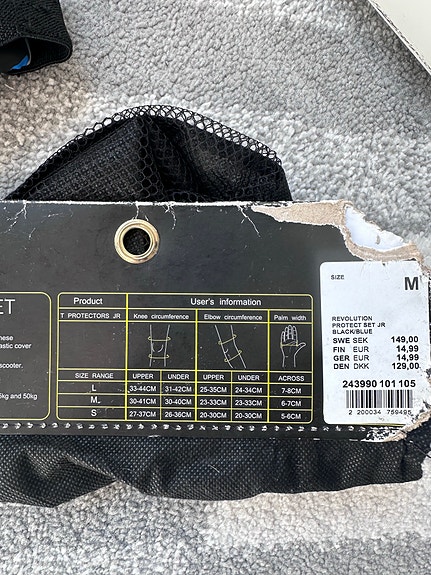 ET
nese
astic cover
scooter.
5kg and 50kg
Product User's information
T PROTECTORS JR Knee circumference Elbow circumference Palm width
SIZE RANGE UPPER UNDER UPPER UNDER ACROSS
L 33-44CM 31-42CM 25-35CM 24-34CM 7-8CM
M 30-41CM 30-40CM 23-33CM 23-33CM 6-7CM
S 27-37CM 26-36CM 20-30CM 20-30CM 5-6CM
SIZE M
REVOLUTION
PROTECT SET JR
BLACK/BLUE
SWE SEK 149,00
FIN EUR 14,99
GER EUR 14,99
DEN DKK 129,00
243990 101 105
2 200034 759495